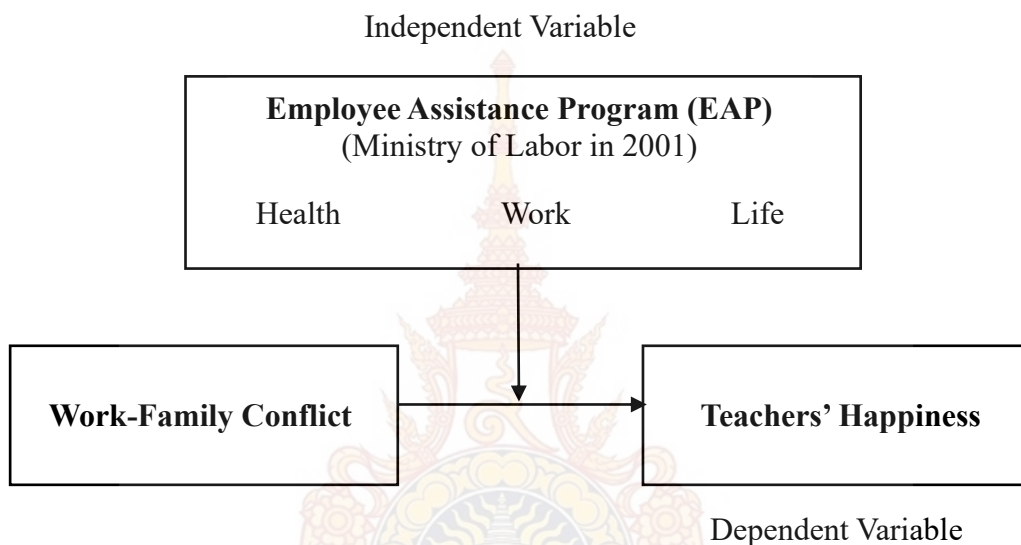 Independent Variable
Employee Assistance Program (EAP)
(Ministry of Labor in 2001)
Health Work Life
Work-Family Conflict
Teachers’ Happiness
Dependent Variable